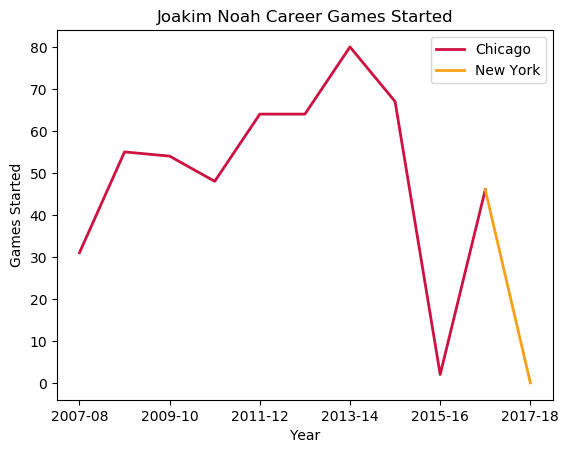 Joakim Noah Career Games Started
Chicago
New York
80
70
60
50
40
30
20
10
0
Games Started
2007-08 2009-10 2011-12 2013-14 2015-16 2017-18
Year